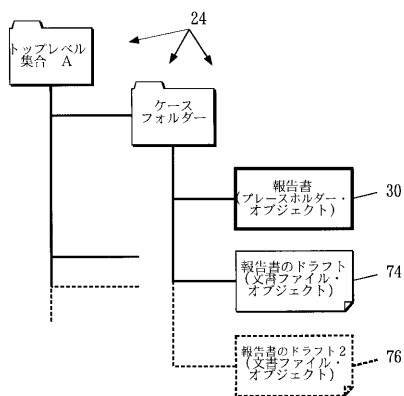 24
トップレベル
集合 A
ケース
フォルダー
報告書
(プレースホルダー・
オブジェクト)
30
報告書のドラフト
(文書ファイル・
オブジェクト)
74
報告書のドラフト2
(文書ファイル・
オブジェクト)
76